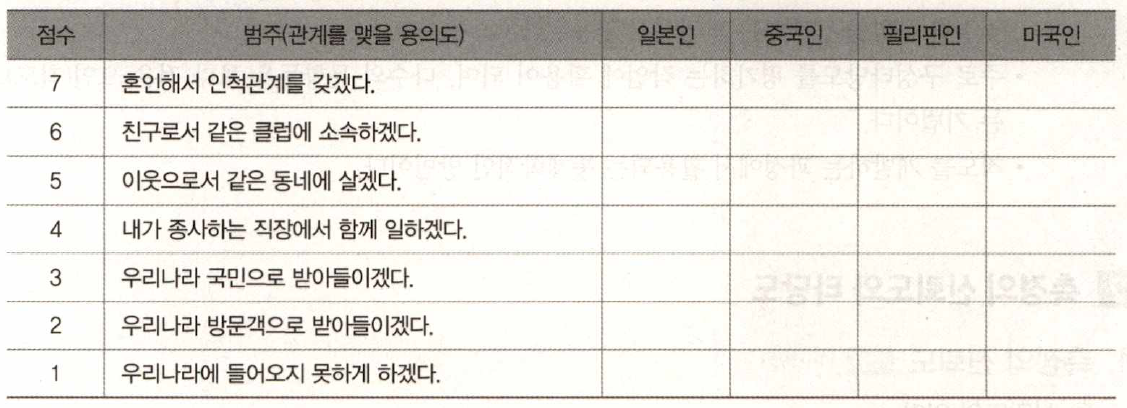 점수 범주(관계를 맺을 용의도) 일본인 중국인 필리핀인 미국인
7 혼인해서 인척관계를 갖겠다.
6 친구로서 같은 클럽에 소속하겠다.
5 이웃으로서 같은 동네에 살겠다.
4 내가 종사하는 직장에서 함께 일하겠다.
3 우리나라 국민으로 받아들이겠다.
2 우리나라 방문객으로 받아들이겠다.
1 우리나라에 들어오지 못하게 하겠다.